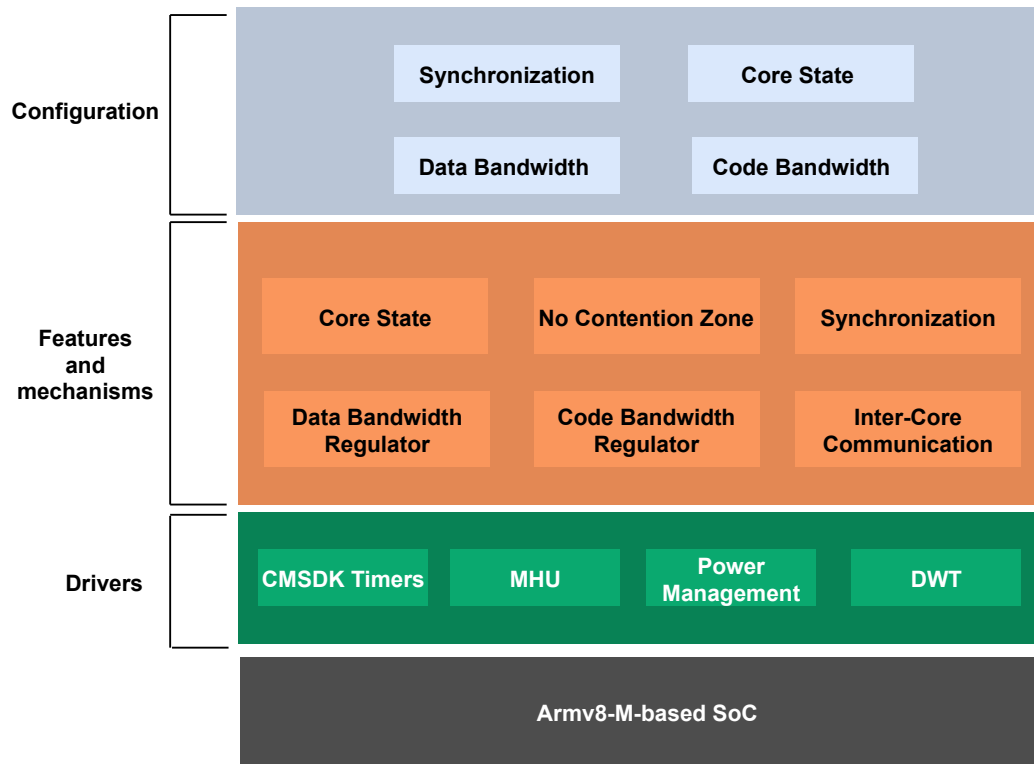 Configuration
Synchronization
Core State
Data Bandwidth
Code Bandwidth
Features
and
mechanisms
Core State
No Contention Zone
Synchronization
Data Bandwidth
Regulator
Code Bandwidth
Regulator
Inter-Core
Communication
Drivers
CMSDK Timers
MHU
Power
Management
DWT
Armv8-M-based SoC